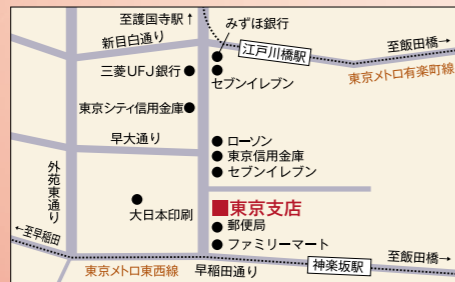 至護国寺駅↑
みずほ銀行
新目白通り
江戸川橋駅
至飯田橋→
三菱UFJ銀行
セブンイレブン
東京メトロ有楽町線
東京シティ信用金庫
早大通り
ローソン
東京信用金庫
セブンイレブン
外苑東通り
大日本印刷
東京支店
郵便局
ファミリーマート
←至早稲田
東京メトロ東西線
早稲田通り
神楽坂駅
至飯田橋→